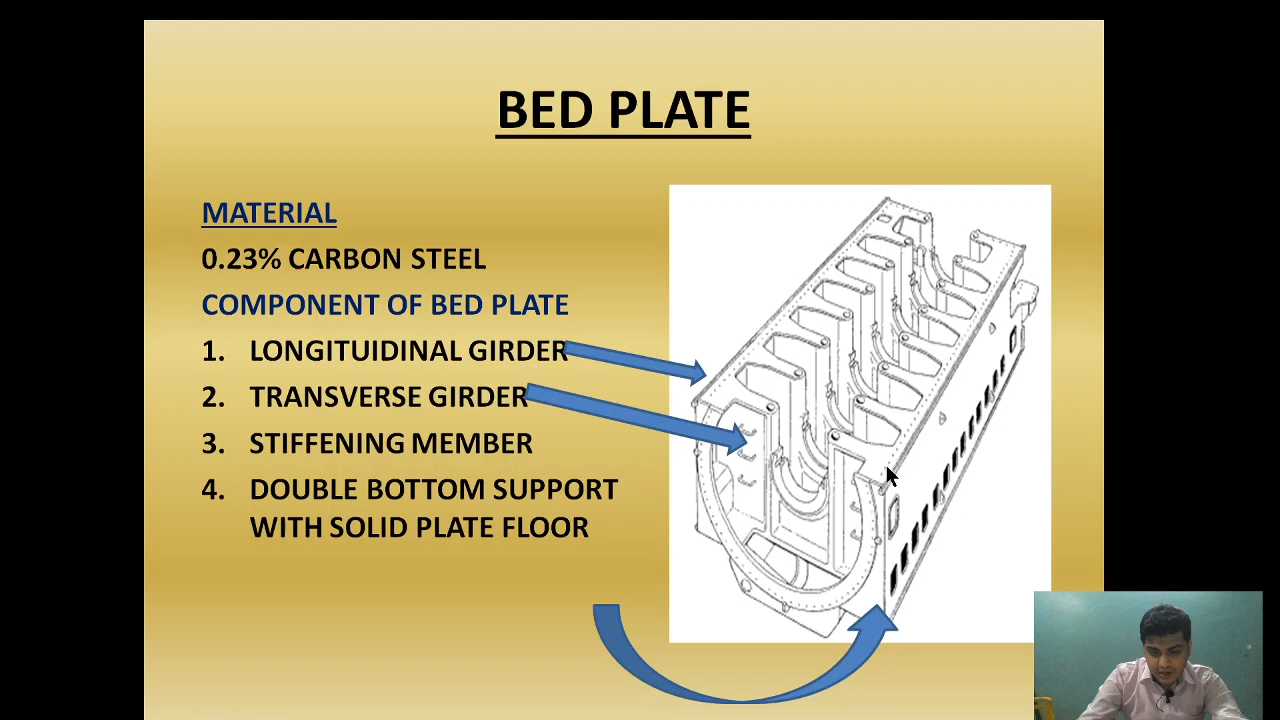 BED PLATE
MATERIAL
0.23% CARBON STEEL
COMPONENT OF BED PLATE
1. LONGITUIDINAL GIRDER
2. TRANSVERSE GIRDER
3. STIFFENING MEMBER
4. DOUBLE BOTTOM SUPPORT
WITH SOLID PLATE FLOOR